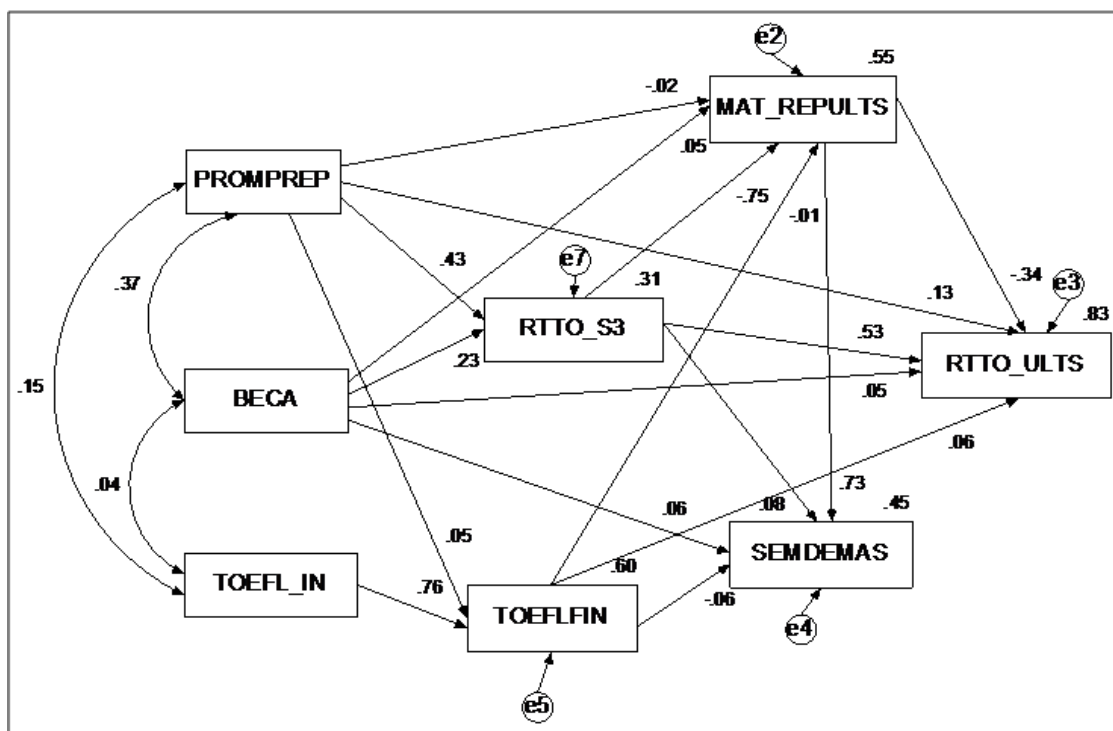 e2
.55
-.02
MAT_REPULTS
.05
PROMPREP
-.75
-.01
.43
e7
.37
.31
-.34
e3
.13
.83
RTTO_S3
.53
RTTO_ULTS
.23
.15
BECA
.05
.06
.04
.73
.06
.08
.45
.05
SEMDEMAS
TOEFL_IN
.60
.76
-.06
TOEFLFIN
e4
e5